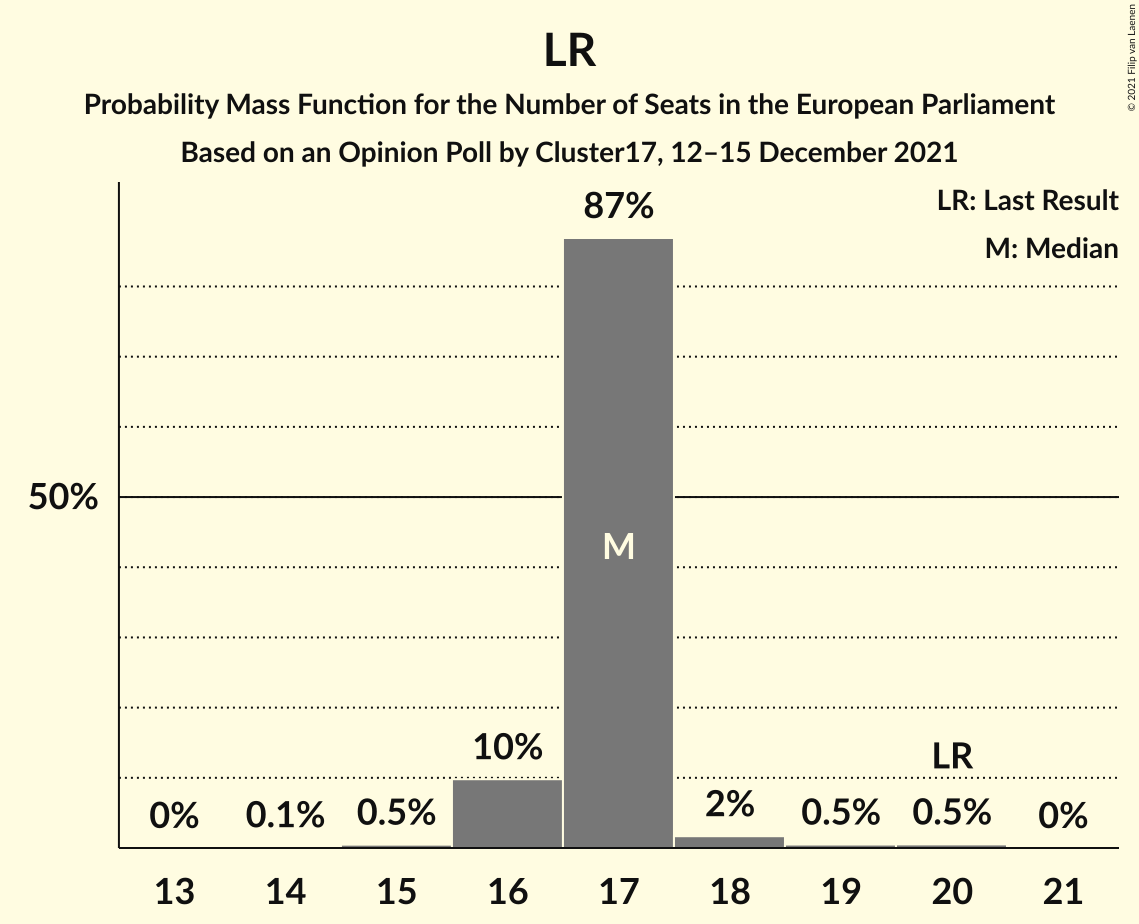 LR
Probability Mass Function for the Number of Seats in the European Parliament
Based on an Opinion Poll by Cluster17, 12–15 December 2021
© 2021 Filip van Laenen
LR: Last Result
M: Median
87%
50%
M
10%
LR
0%
0.1%
0.5%
2%
0.5%
0.5%
0%
13 14 15 16 17 18 19 20 21